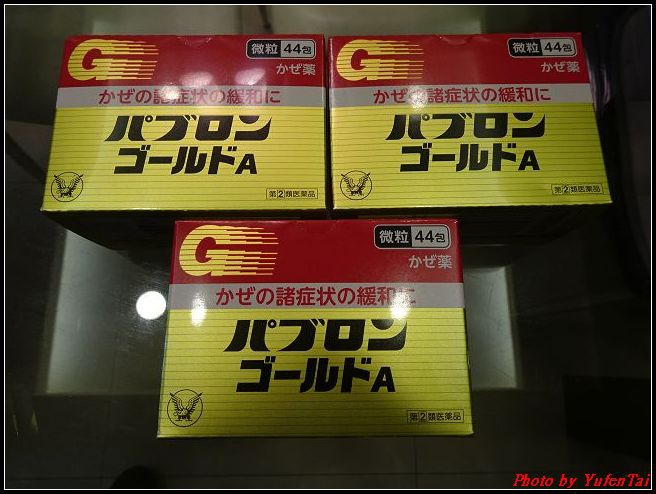 G 微粒 44包
かぜ薬
かぜの諸症状の緩和に
パブロン
ゴールドA
第②類医薬品
G 微粒 44包
かぜ薬
かぜの諸症状の緩和に
パブロン
ゴールドA
第②類医薬品
G 微粒 44包
かぜ薬
かぜの諸症状の緩和に
パブロン
ゴールドA
第②類医薬品
Photo by YufenTai